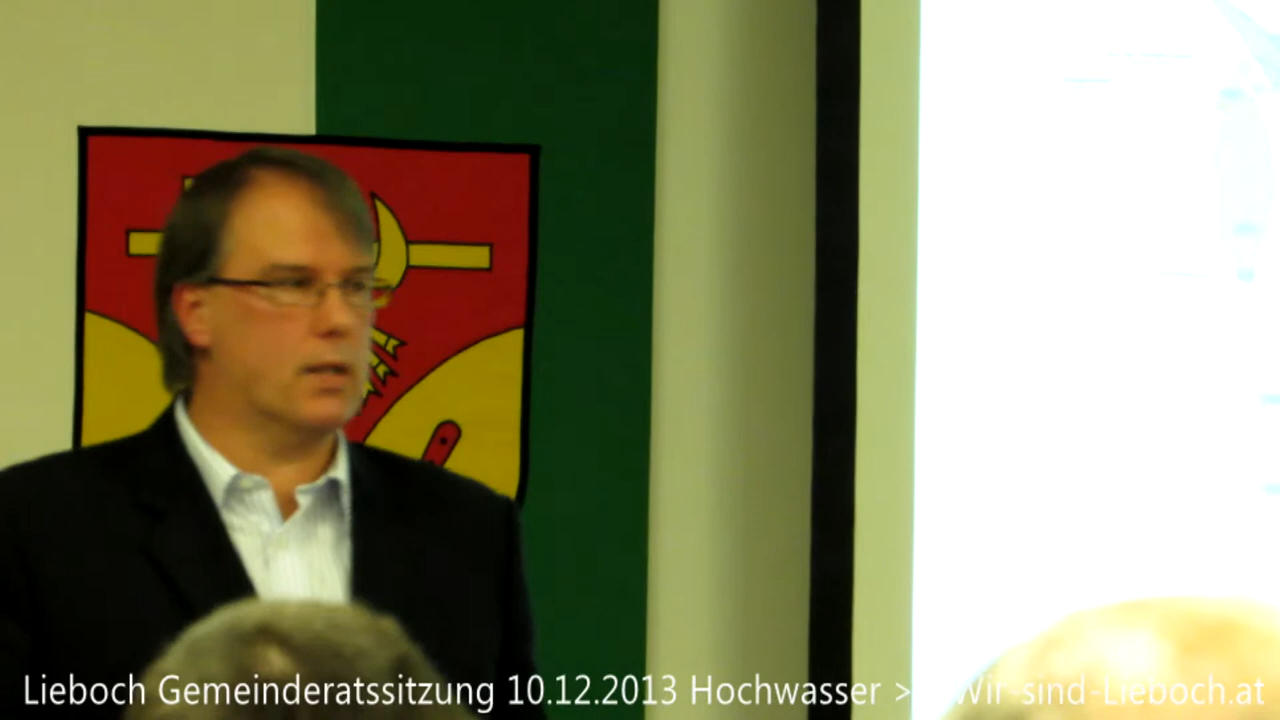 Lieboch Gemeinderatssitzung 10.12.2013 Hochwasser > Wir-sind-Lieboch.at